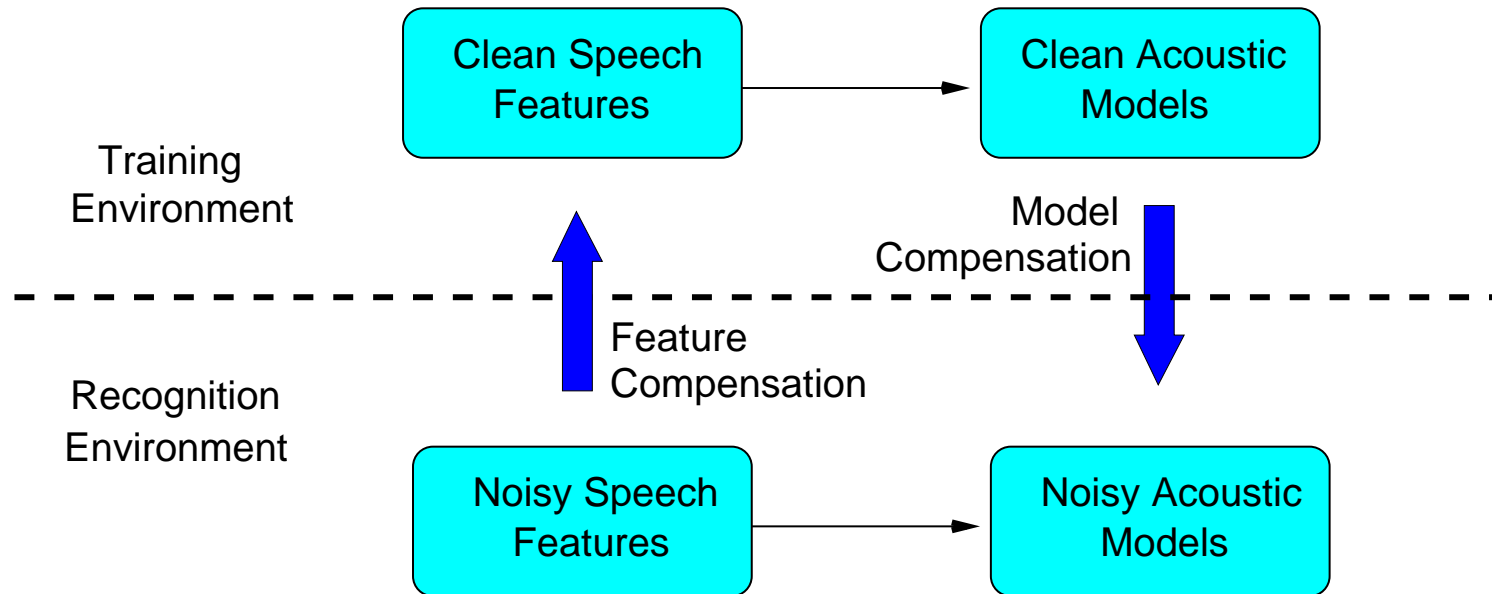 Clean Speech
Features
Clean Acoustic
Models
Training
Environment
Model
Compensation
Feature
Compensation
Recognition
Environment
Noisy Speech
Features
Noisy Acoustic
Models